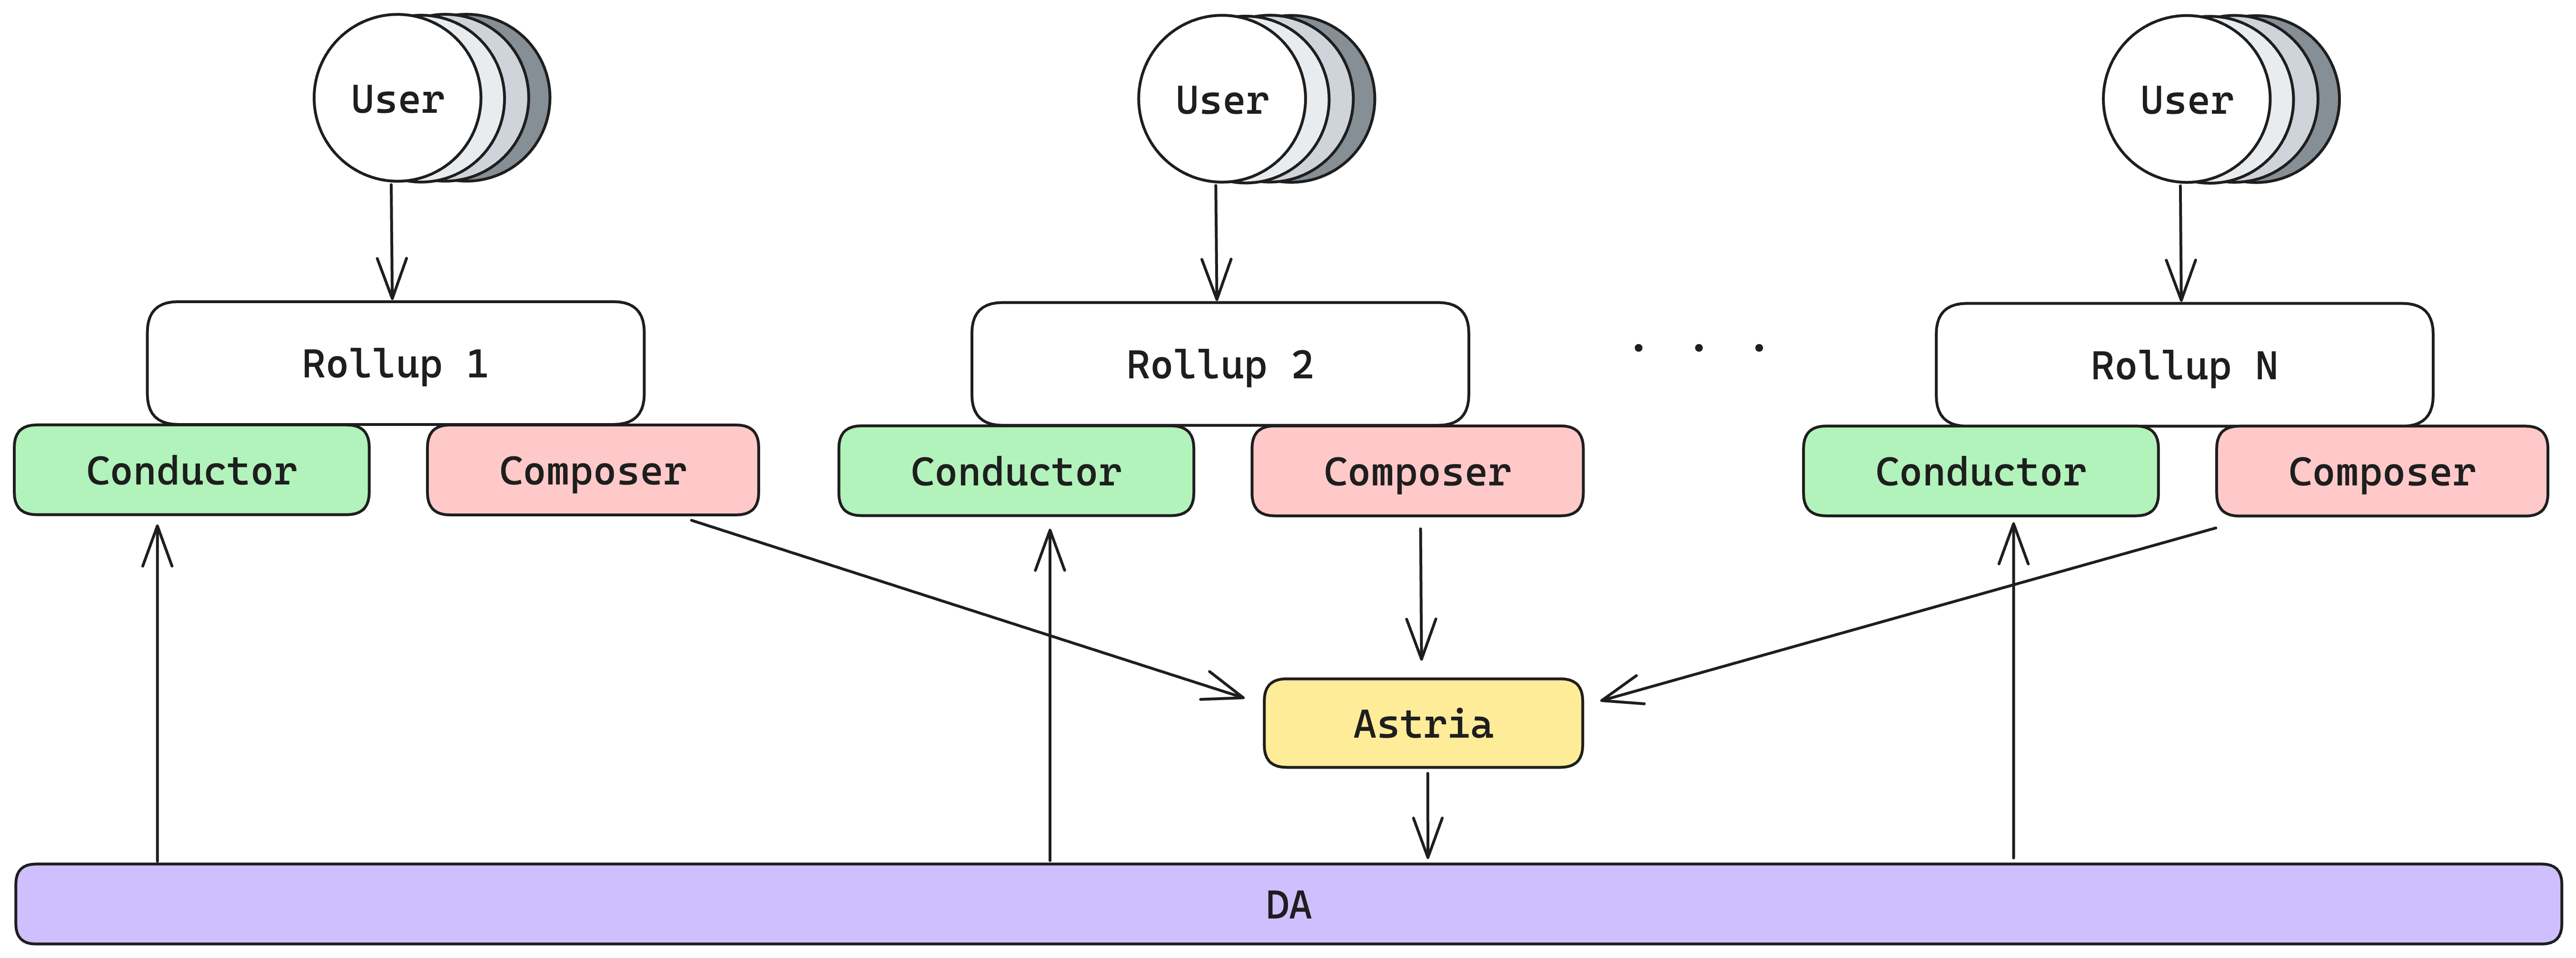 User
User
User
Rollup 1
Rollup 2
. . .
Rollup N
Conductor
Composer
Conductor
Composer
Conductor
Composer
Astria
DA